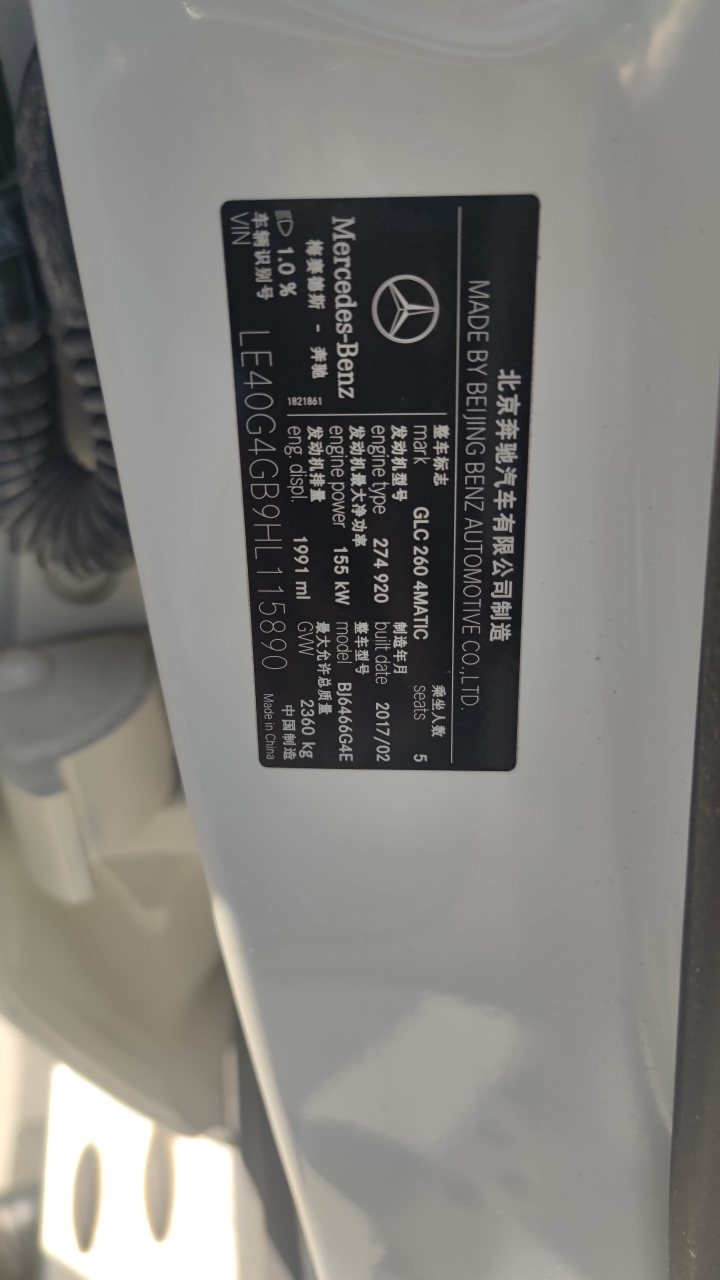 北京奔驰汽车有限公司制造
MADE BY BEIJING BENZ AUTOMOTIVE CO.,LTD.
整车标志 乘坐人数
mark GLC 260 4MATIC seats 5
发动机型号 制造年月
engine type 274 920 built date 2017/02
发动机最大净功率 整车型号
engine power 155 kW model BJ6466G4E
发动机排量 最大允许总质量
eng. displ. 1991 ml GVW 2360 kg
Mercedes-Benz
梅赛德斯 - 奔驰
1.0 % 1821861
车辆识别号 中国制造
VIN LE40G4GB9HL115890 Made in China